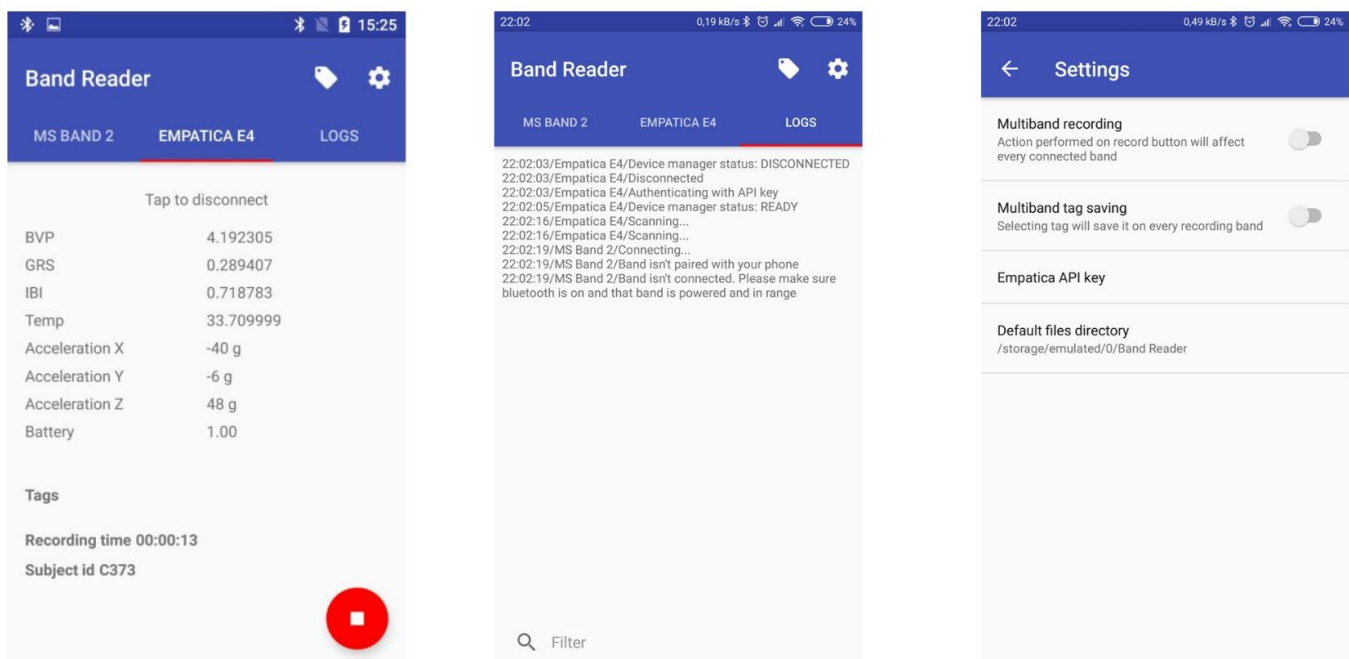 15:25
Band Reader
MS BAND 2 EMPATICA E4 LOGS
Tap to disconnect
BVP 4.192305
GRS 0.289407
IBI 0.718783
Temp 33.709999
Acceleration X -40 g
Acceleration Y -6 g
Acceleration Z 48 g
Battery 1.00
Tags
Recording time 00:00:13
Subject id C373
22:02 0,19 kB/s 24%
Band Reader
MS BAND 2 EMPATICA E4 LOGS
22:02:03/Empatica E4/Device manager status: DISCONNECTED
22:02:03/Empatica E4/Disconnected
22:02:03/Empatica E4/Authenticating with API key
22:02:05/Empatica E4/Device manager status: READY
22:02:16/Empatica E4/Scanning...
22:02:16/Empatica E4/Scanning...
22:02:19/MS Band 2/Connecting...
22:02:19/MS Band 2/Band isn't paired with your phone
22:02:19/MS Band 2/Band isn't connected. Please make sure
bluetooth is on and that band is powered and in range
Filter
22:02 0,49 kB/s 24%
Settings
Multiband recording
Action performed on record button will affect
every connected band
Multiband tag saving
Selecting tag will save it on every recording band
Empatica API key
Default files directory
/storage/emulated/0/Band Reader